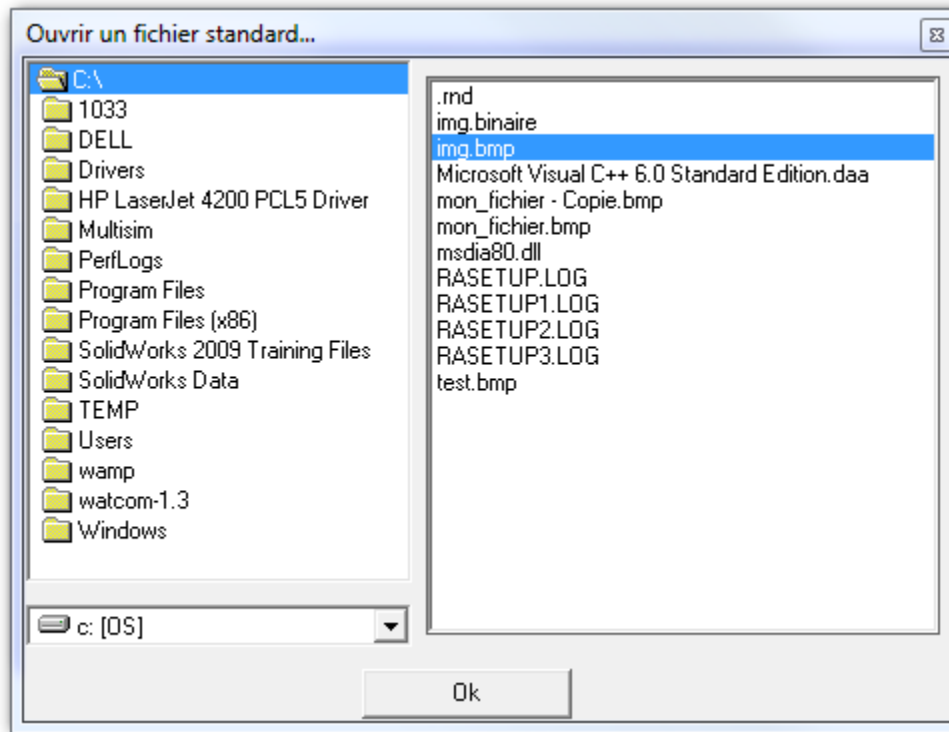 Ouvrir un fichier standard...
C:\
1033
DELL
Drivers
HP LaserJet 4200 PCL5 Driver
Multisim
PerfLogs
Program Files
Program Files (x86)
SolidWorks 2009 Training Files
SolidWorks Data
TEMP
Users
wamp
watcom-1.3
Windows
c: [OS]
.rnd
img.binaire
img.bmp
Microsoft Visual C++ 6.0 Standard Edition.daa
mon_fichier - Copie.bmp
mon_fichier.bmp
msdia80.dll
RASETUP.LOG
RASETUP1.LOG
RASETUP2.LOG
RASETUP3.LOG
test.bmp
Ok